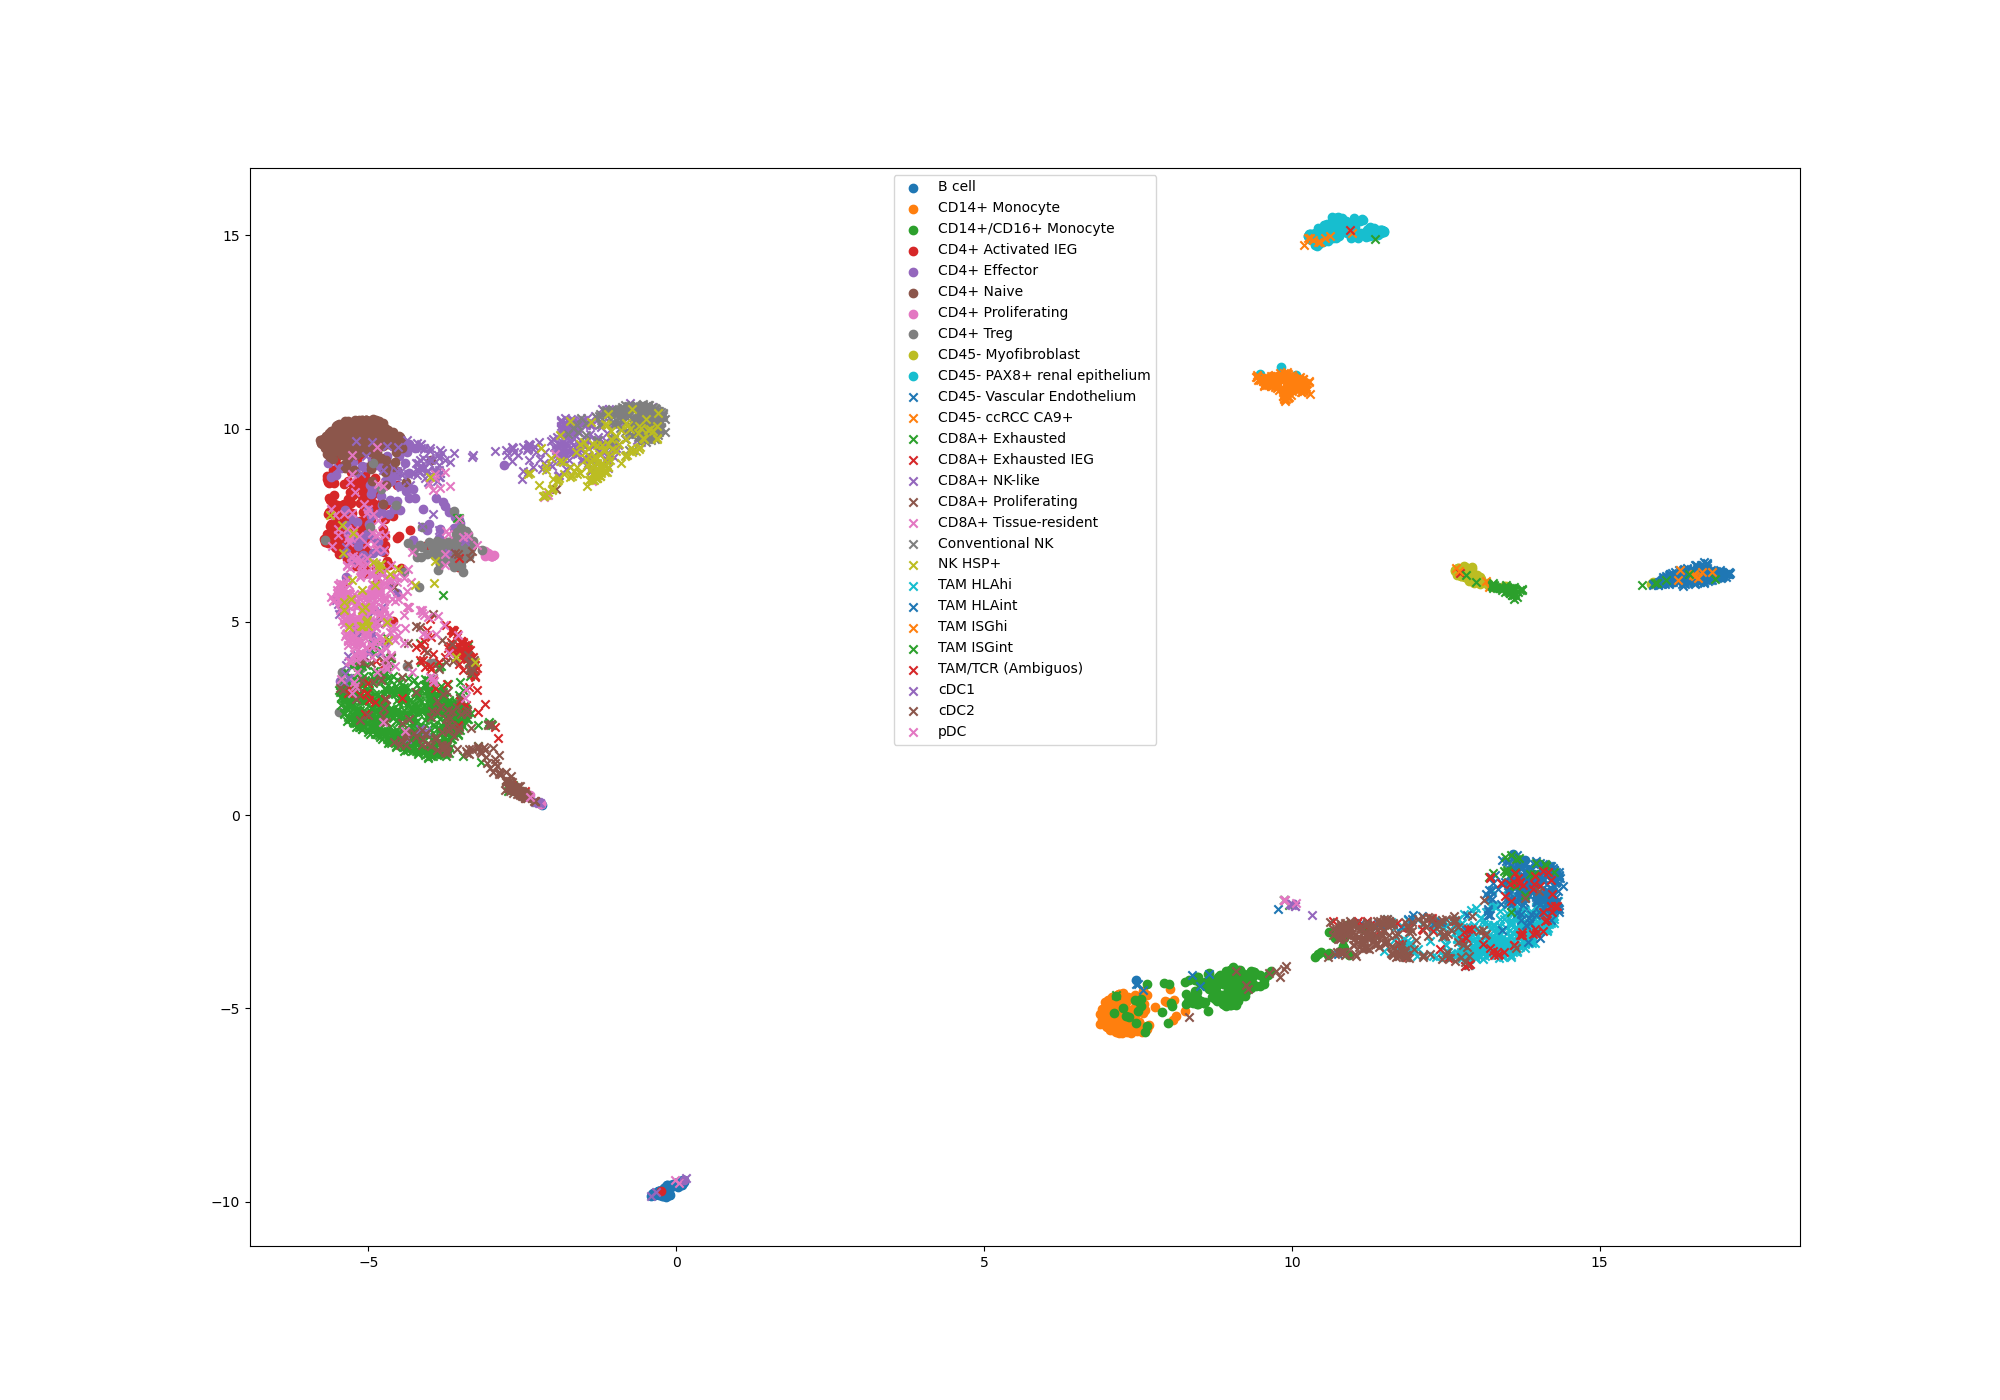 B cell
CD14+ Monocyte
CD14+/CD16+ Monocyte
CD4+ Activated IEG
CD4+ Effector
CD4+ Naive
CD4+ Proliferating
CD4+ Treg
CD45- Myofibroblast
CD45- PAX8+ renal epithelium
CD45- Vascular Endothelium
CD45- ccRCC CA9+
CD8A+ Exhausted
CD8A+ Exhausted IEG
CD8A+ NK-like
CD8A+ Proliferating
CD8A+ Tissue-resident
Conventional NK
NK HSP+
TAM HLAhi
TAM HLAint
TAM ISGhi
TAM ISGint
TAM/TCR (Ambiguos)
cDC1
cDC2
pDC
15
10
5
0
−5
−10
−5 0 5 10 15